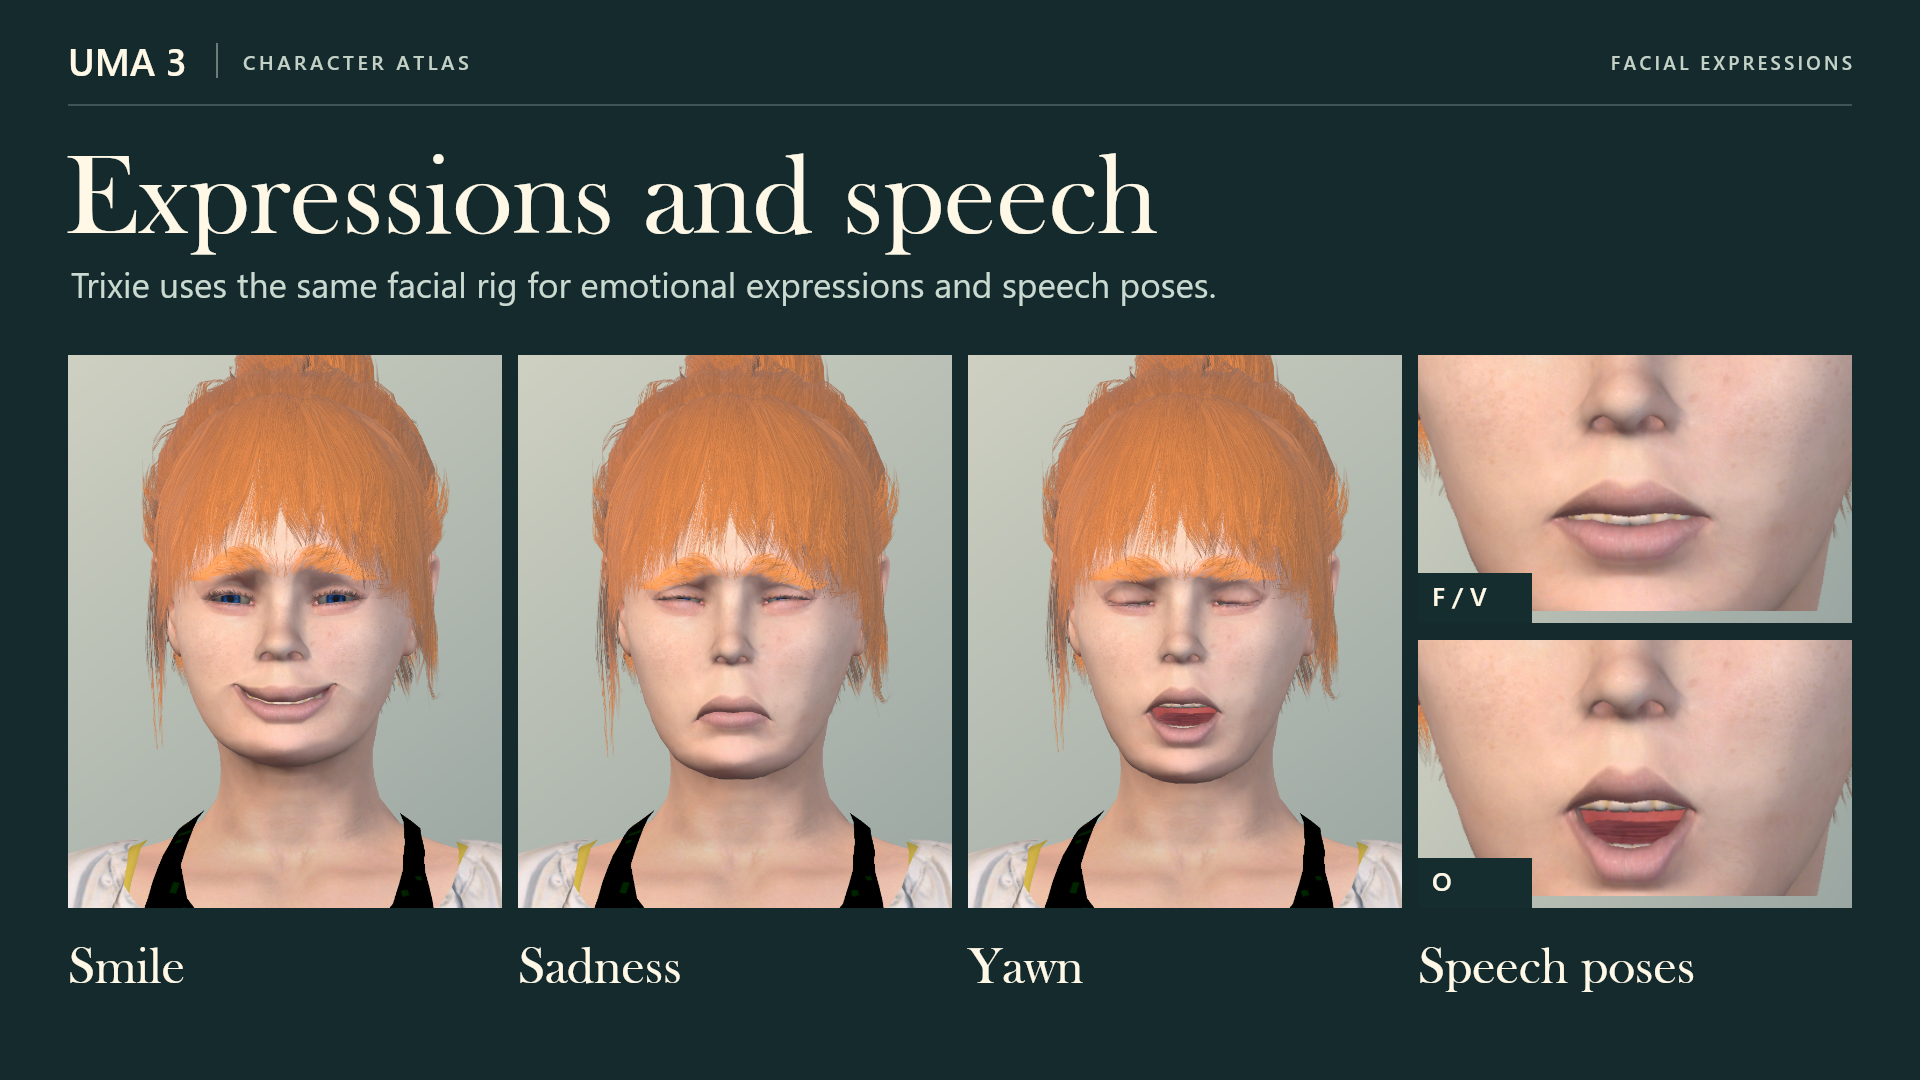 UMA 3
CHARACTER ATLAS
FACIAL EXPRESSIONS
Expressions and speech
Trixie uses the same facial rig for emotional expressions and speech poses.
F / V
O
Smile
Sadness
Yawn
Speech poses